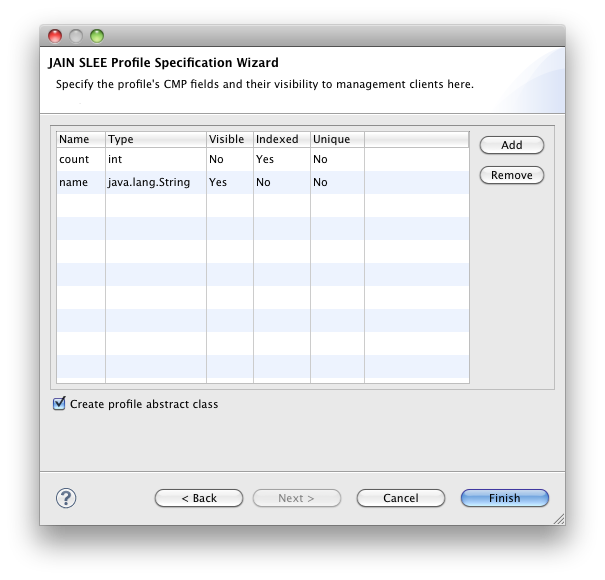 JAIN SLEE Profile Specification Wizard
Specify the profile's CMP fields and their visibility to management clients here.
Name Type Visible Indexed Unique
count int No Yes No
name java.lang.String Yes No No
Add
Remove
Create profile abstract class
?
< Back Next > Cancel Finish